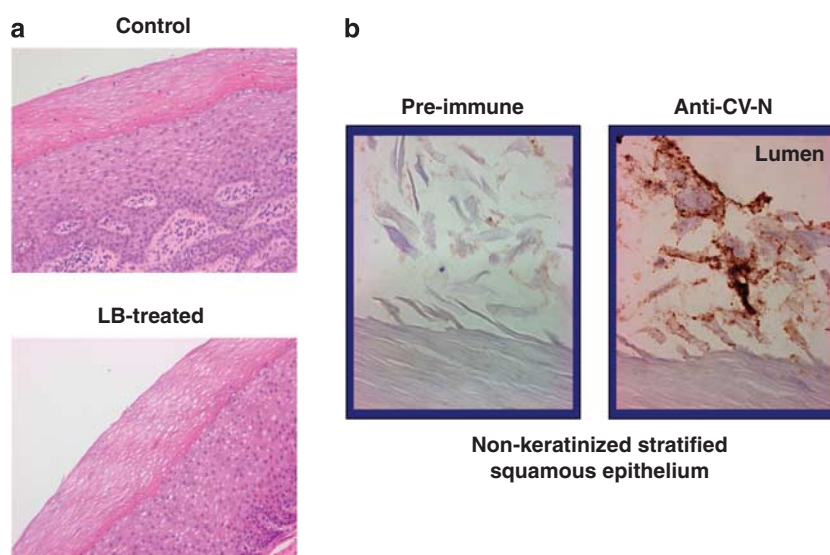 a
Control
LB-treated
b
Pre-immune
Anti-CV-N
Lumen
Non-keratinized stratified
squamous epithelium